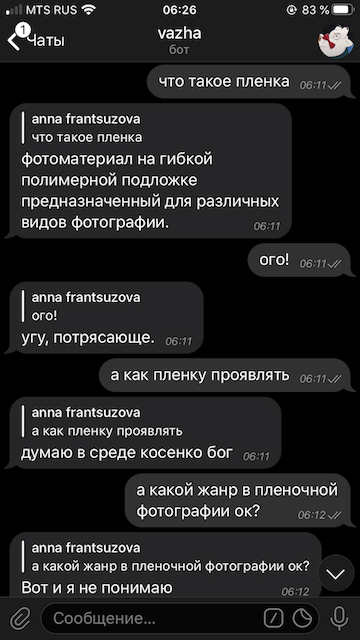 MTS RUS 06:26 83 %
1
Чаты
vazha
бот
что такое пленка 06:11
anna frantsuzova
что такое пленка
фотоматериал на гибкой
полимерной подложке
предназначенный для различных
видов фотографии. 06:11
ого! 06:11
anna frantsuzova
ого!
угу, потрясающе. 06:11
а как пленку проявлять 06:11
anna frantsuzova
а как пленку проявлять
думаю в среде косенко бог 06:11
а какой жанр в пленочной
фотографии ок? 06:12
anna frantsuzova
а какой жанр в пленочной фотографии ок?
Вот и я не понимаю 06:12
Сообщение...